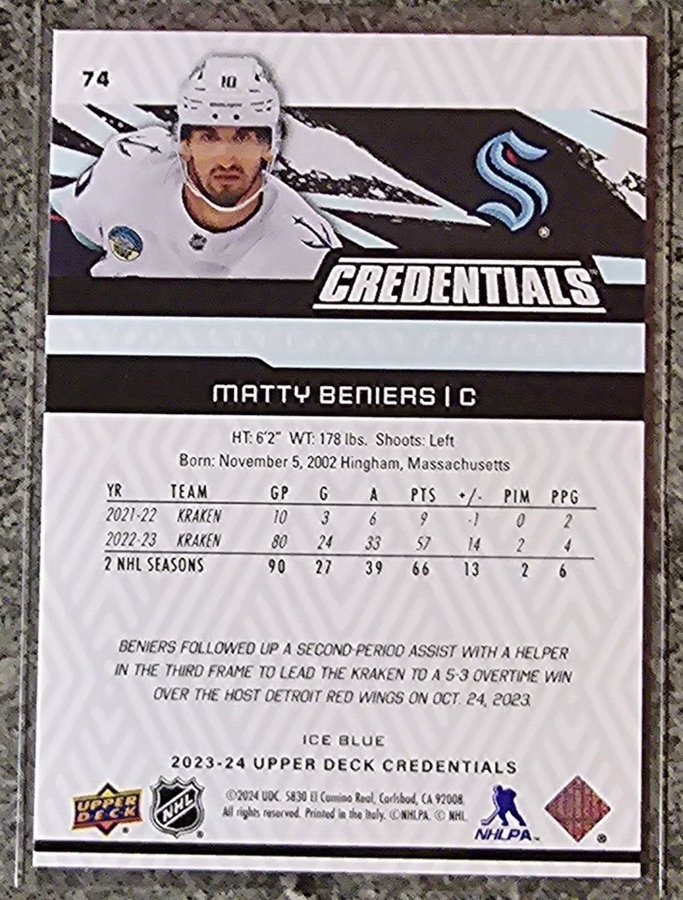 74
10
CREDENTIALS™
MATTY BENIERS | C
HT: 6'2" WT: 178 lbs. Shoots: Left
Born: November 5, 2002 Hingham, Massachusetts
YR TEAM GP G A PTS +/- PIM PPG
2021-22 KRAKEN 10 3 6 9 -1 0 2
2022-23 KRAKEN 80 24 33 57 14 2 4
2 NHL SEASONS 90 27 39 66 13 2 6
BENIERS FOLLOWED UP A SECOND-PERIOD ASSIST WITH A HELPER
IN THE THIRD FRAME TO LEAD THE KRAKEN TO A 5-3 OVERTIME WIN
OVER THE HOST DETROIT RED WINGS ON OCT. 24, 2023.
ICE BLUE
2023-24 UPPER DECK CREDENTIALS
UPPER DECK ®
NHL ®
©2024 UDC. 5830 El Camino Real, Carlsbad, CA 92008.
All rights reserved. Printed in the Italy. ©NHLPA. © NHL.
NHLPA™
®